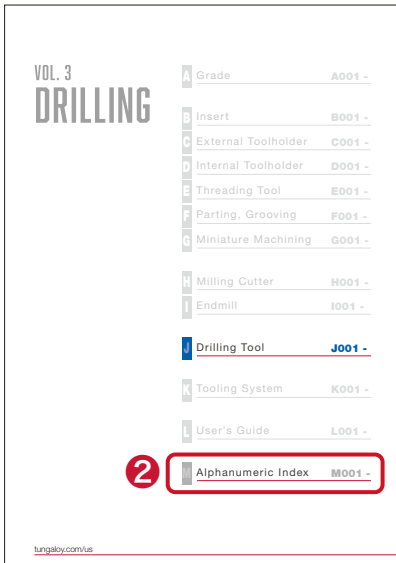 VOL. 3
DRILLING
A Grade A001 -
B Insert B001 -
C External Toolholder C001 -
D Internal Toolholder D001 -
E Threading Tool E001 -
F Parting, Grooving F001 -
G Miniature Machining G001 -
H Milling Cutter H001 -
I Endmill I001 -
J Drilling Tool J001 -
K Tooling System K001 -
L User's Guide L001 -
2 M Alphanumeric Index M001 -
tungaloy.com/us